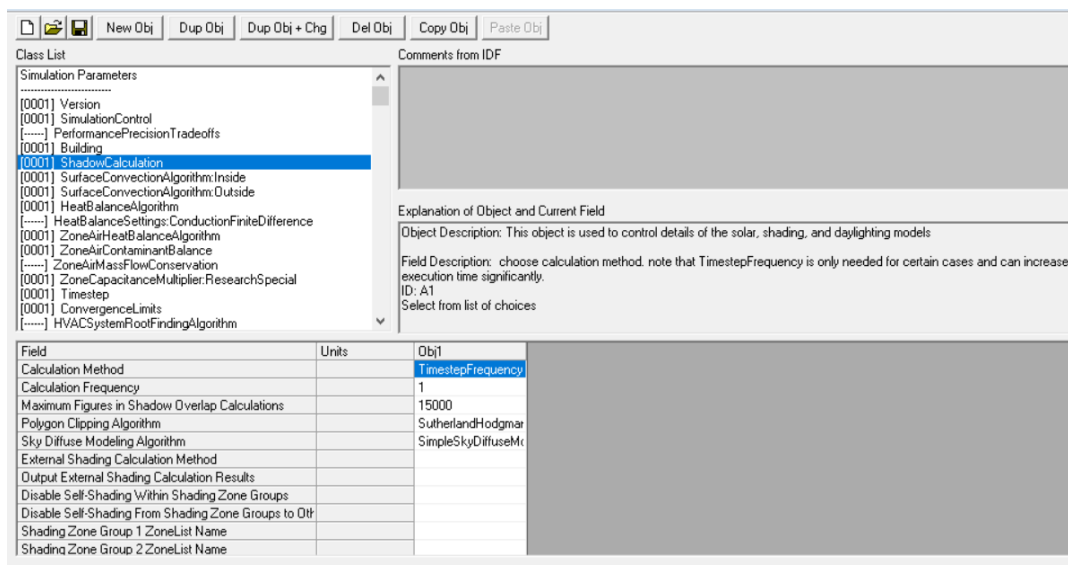 New Obj Dup Obj Dup Obj + Chg Del Obj Copy Obj Paste Obj
Class List
Comments from IDF
Simulation Parameters
----------------------------
[0001] Version
[0001] SimulationControl
[------] PerformancePrecisionTradeoffs
[0001] Building
[0001] ShadowCalculation
[0001] SurfaceConvectionAlgorithm:Inside
[0001] SurfaceConvectionAlgorithm:Outside
[0001] HeatBalanceAlgorithm
[------] HeatBalanceSettings:ConductionFiniteDifference
[0001] ZoneAirHeatBalanceAlgorithm
[0001] ZoneAirContaminantBalance
[------] ZoneAirMassFlowConservation
[0001] ZoneCapacitanceMultiplier:ResearchSpecial
[0001] Timestep
[0001] ConvergenceLimits
[------] HVACSystemRootFindingAlgorithm
Explanation of Object and Current Field
Object Description: This object is used to control details of the solar, shading, and daylighting models
Field Description: choose calculation method. note that TimestepFrequency is only needed for certain cases and can increase
execution time significantly.
ID: A1
Select from list of choices
Field Units Obj1
Calculation Method TimestepFrequency
Calculation Frequency 1
Maximum Figures in Shadow Overlap Calculations 15000
Polygon Clipping Algorithm SutherlandHodgmar
Sky Diffuse Modeling Algorithm SimpleSkyDiffuseMo
External Shading Calculation Method
Output External Shading Calculation Results
Disable Self-Shading Within Shading Zone Groups
Disable Self-Shading From Shading Zone Groups to Oth
Shading Zone Group 1 ZoneList Name
Shading Zone Group 2 ZoneList Name